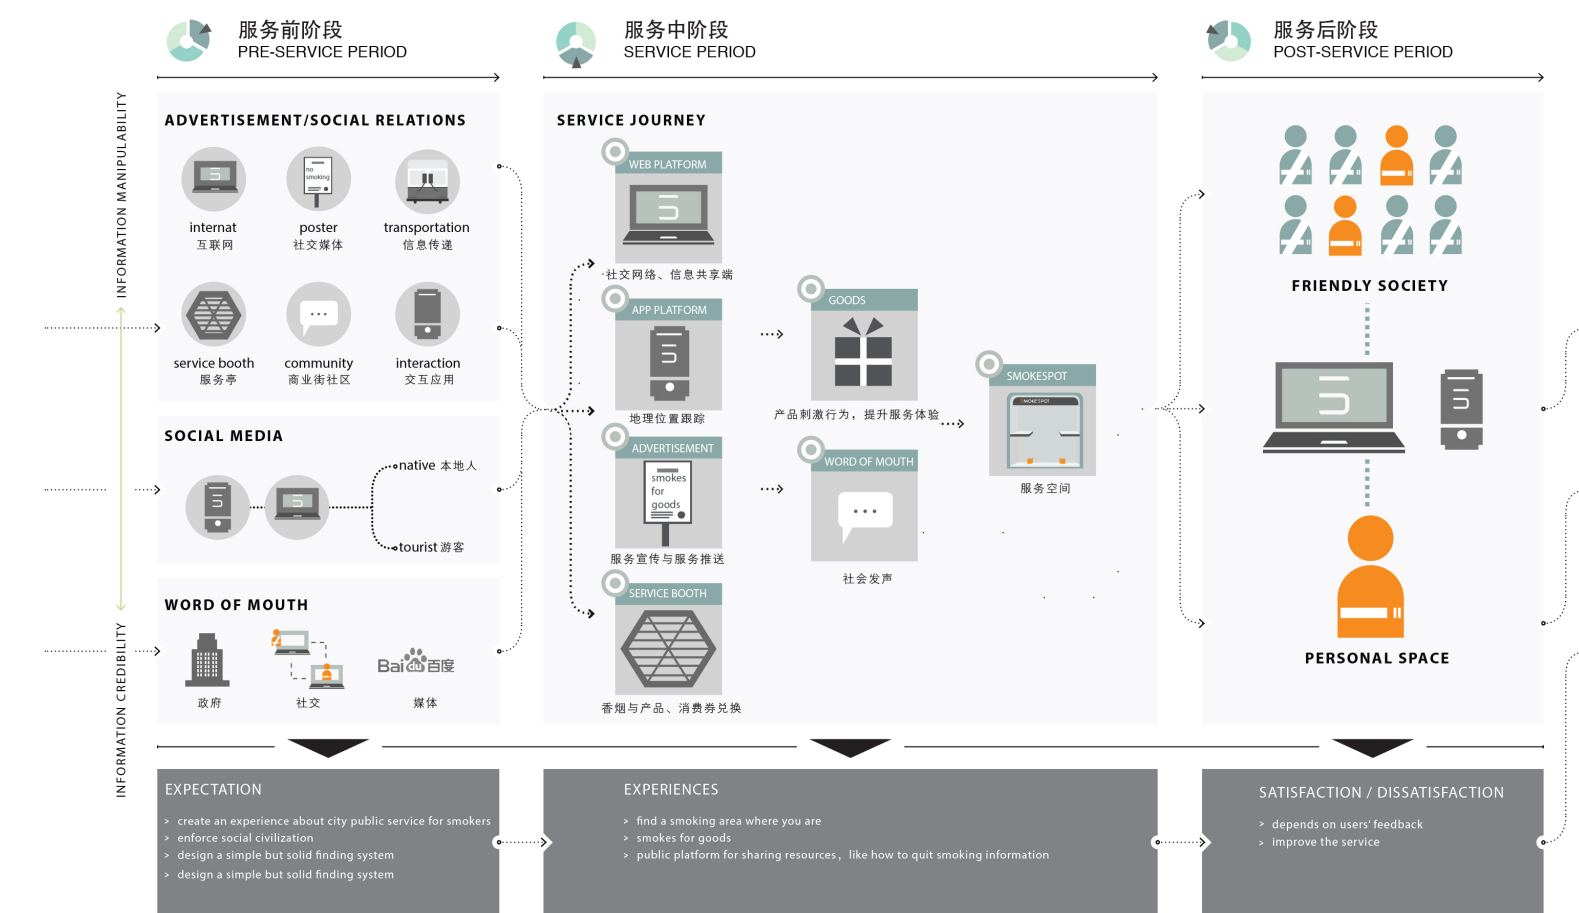 服务前阶段
PRE-SERVICE PERIOD
服务中阶段
SERVICE PERIOD
服务后阶段
POST-SERVICE PERIOD
INFORMATION MANIPULABILITY
INFORMATION CREDIBILITY
ADVERTISEMENT/SOCIAL RELATIONS
no
smoking
internat
互联网
poster
社交媒体
transportation
信息传递
service booth
服务亭
community
商业街社区
interaction
交互应用
SOCIAL MEDIA
native 本地人
tourist 游客
WORD OF MOUTH
政府
社交
Bai du 百度
媒体
SERVICE JOURNEY
WEB PLATFORM
社交网络、信息共享端
APP PLATFORM
地理位置跟踪
ADVERTISEMENT
smokes
for
goods
服务宣传与服务推送
SERVICE BOOTH
香烟与产品、消费券兑换
GOODS
产品刺激行为，提升服务体验
WORD OF MOUTH
社会发声
SMOKESPOT
SMOKE'SPOT
服务空间
FRIENDLY SOCIETY
PERSONAL SPACE
EXPECTATION
> create an experience about city public service for smokers
> enforce social civilization
> design a simple but solid finding system
> design a simple but solid finding system
EXPERIENCES
> find a smoking area where you are
> smokes for goods
> public platform for sharing resources，like how to quit smoking information
SATISFACTION / DISSATISFACTION
> depends on users' feedback
> improve the service